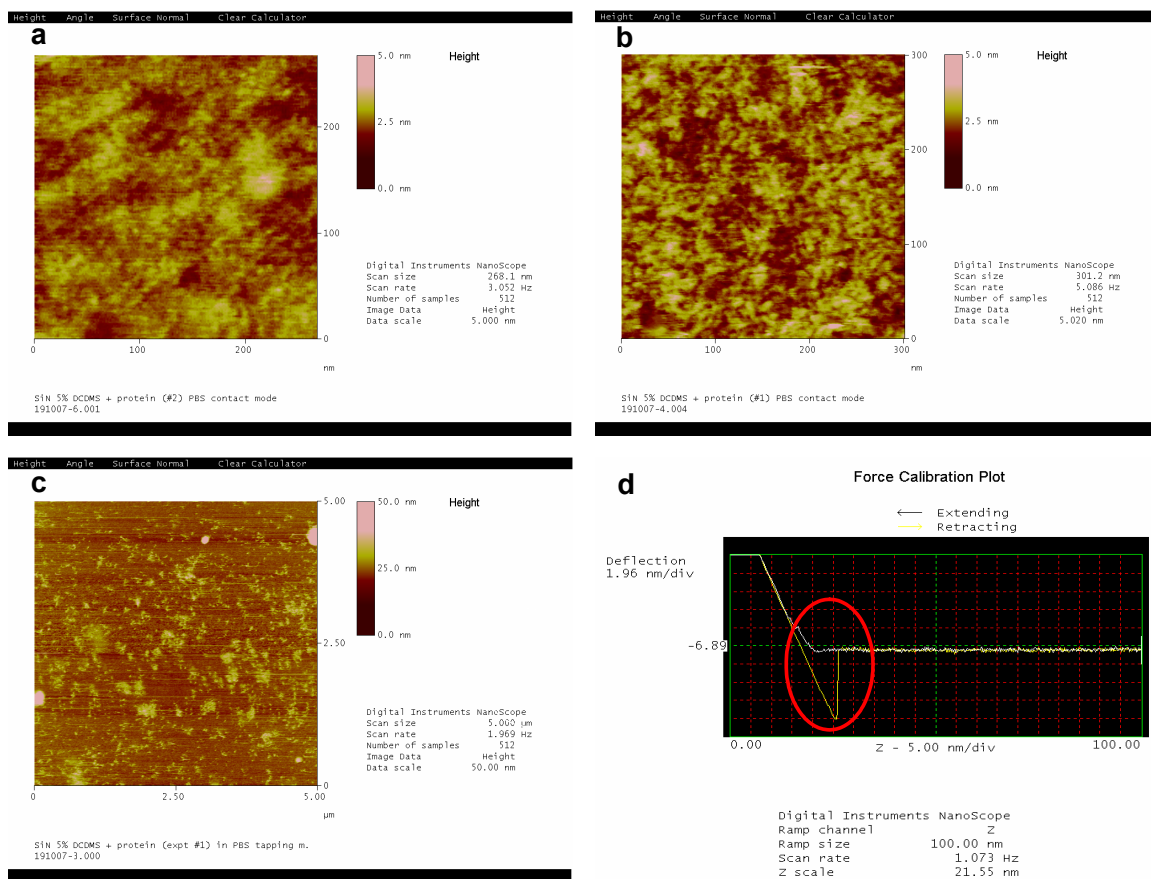 Height Angle Surface Normal Clear Calculator
a
5.0 nm
Height
2.5 nm
0.0 nm
200
100
0
0 100 200
nm
Digital Instruments NanoScope
Scan size 268.1 nm
Scan rate 3.052 Hz
Number of samples 512
Image Data Height
Data scale 5.000 nm
SiN 5% DCDMS + protein (#2) PBS contact mode
191007-6.001
Height Angle Surface Normal Clear Calculator
b
300
5.0 nm
Height
2.5 nm
0.0 nm
200
100
0
0 100 200 300
nm
Digital Instruments NanoScope
Scan size 301.2 nm
Scan rate 5.086 Hz
Number of samples 512
Image Data Height
Data scale 5.020 nm
SiN 5% DCDMS + protein (#1) PBS contact mode
191007-4.004
Height Angle Surface Normal Clear Calculator
c
5.00
50.0 nm
Height
25.0 nm
0.0 nm
2.50
0
0 2.50 5.00
µm
Digital Instruments NanoScope
Scan size 5.000 µm
Scan rate 1.969 Hz
Number of samples 512
Image Data Height
Data scale 50.00 nm
SiN 5% DCDMS + protein (expt #1) in PBS tapping m.
191007-3.000
d
Force Calibration Plot
Extending
Retracting
Deflection
1.96 nm/div
-6.89
0.00 Z - 5.00 nm/div 100.00
Digital Instruments NanoScope
Ramp channel Z
Ramp size 100.00 nm
Scan rate 1.073 Hz
Z scale 21.55 nm